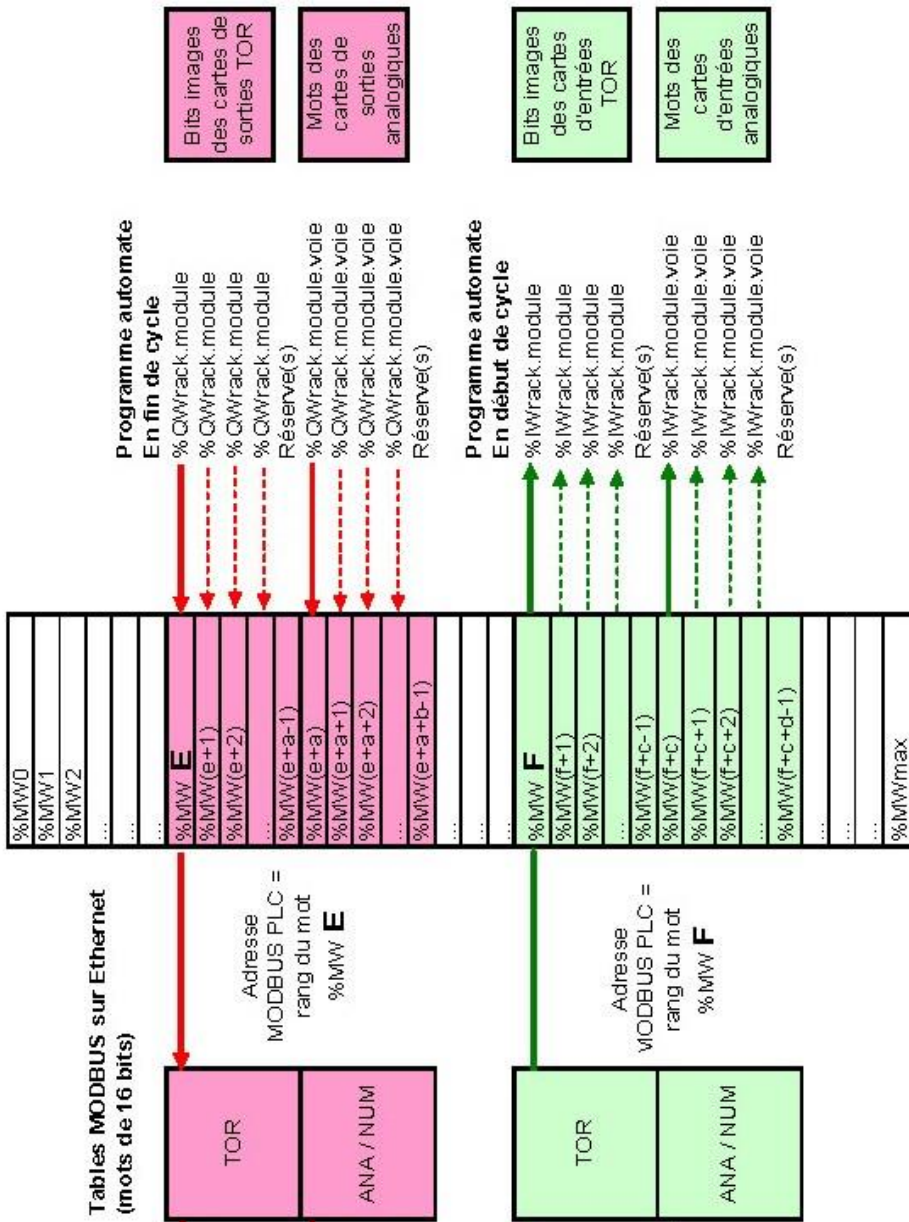 Tables MODBUS sur Ethernet
(mots de 16 bits)
TOR
ANA / NUM
Adresse
MODBUS PLC =
rang du mot
%MW E
TOR
ANA / NUM
Adresse
MODBUS PLC =
rang du mot
%MW F
%MW0
%MW1
%MW2
...
...
...
%MW E
%MW(e+1)
%MW(e+2)
...
%MW(e+a-1)
%MW(e+a)
%MW(e+a+1)
%MW(e+a+2)
...
%MW(e+a+b-1)
...
...
...
%MW F
%MW(f+1)
%MW(f+2)
...
%MW(f+c-1)
%MW(f+c)
%MW(f+c+1)
%MW(f+c+2)
...
%MW(f+c+d-1)
...
...
...
%MWmax
Programme automate
En fin de cycle
%QWrack.module
%QWrack.module
%QWrack.module
%QWrack.module
Réserve(s)
%QWrack.module.voie
%QWrack.module.voie
%QWrack.module.voie
%QWrack.module.voie
Réserve(s)
Programme automate
En début de cycle
%IWrack.module
%IWrack.module
%IWrack.module
%IWrack.module
Réserve(s)
%IWrack.module.voie
%IWrack.module.voie
%IWrack.module.voie
%IWrack.module.voie
Réserve(s)
Bits images
des cartes de
sorties TOR
Mots des
cartes de
sorties
analogiques
Bits images
des cartes
d'entrées
TOR
Mots des
cartes
d'entrées
analogiques